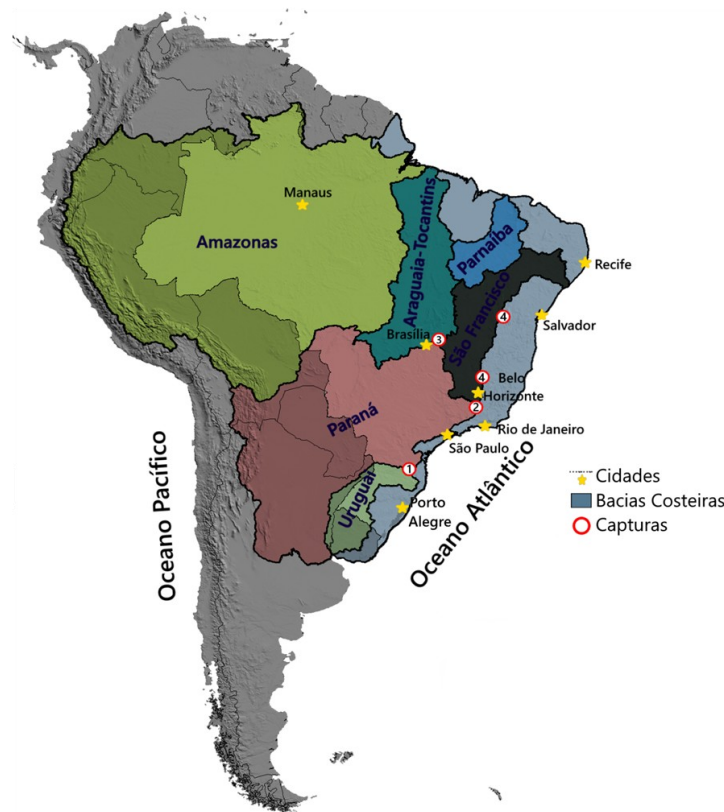 Manaus
Amazonas
Araguaia-Tocantins
Parnaíba
Recife
São Francisco
Brasília
3
4
Salvador
4
Belo
Horizonte
2
Paraná
Rio de Janeiro
São Paulo
1
Uruguai
Porto
Alegre
Oceano Pacífico
Oceano Atlântico
Cidades
Bacias Costeiras
Capturas